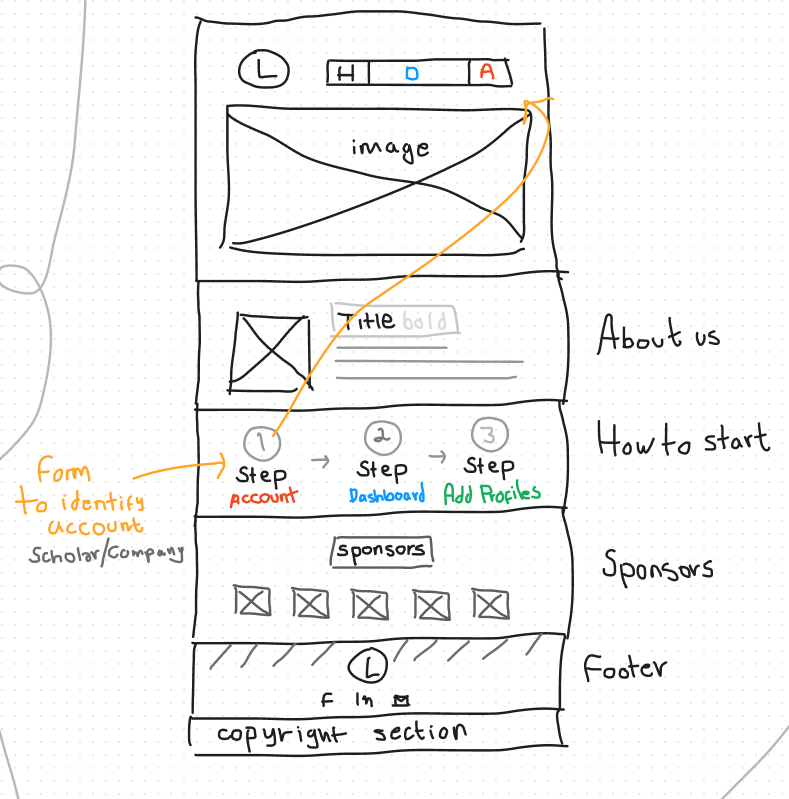 L
H D A
image
Title bold
About us
1 2 3
How to start
Step Step Step
Account Dashboard Add Profiles
Form
to identify
account
Scholar/Company
sponsors
Sponsors
L
Footer
F In
copyright section